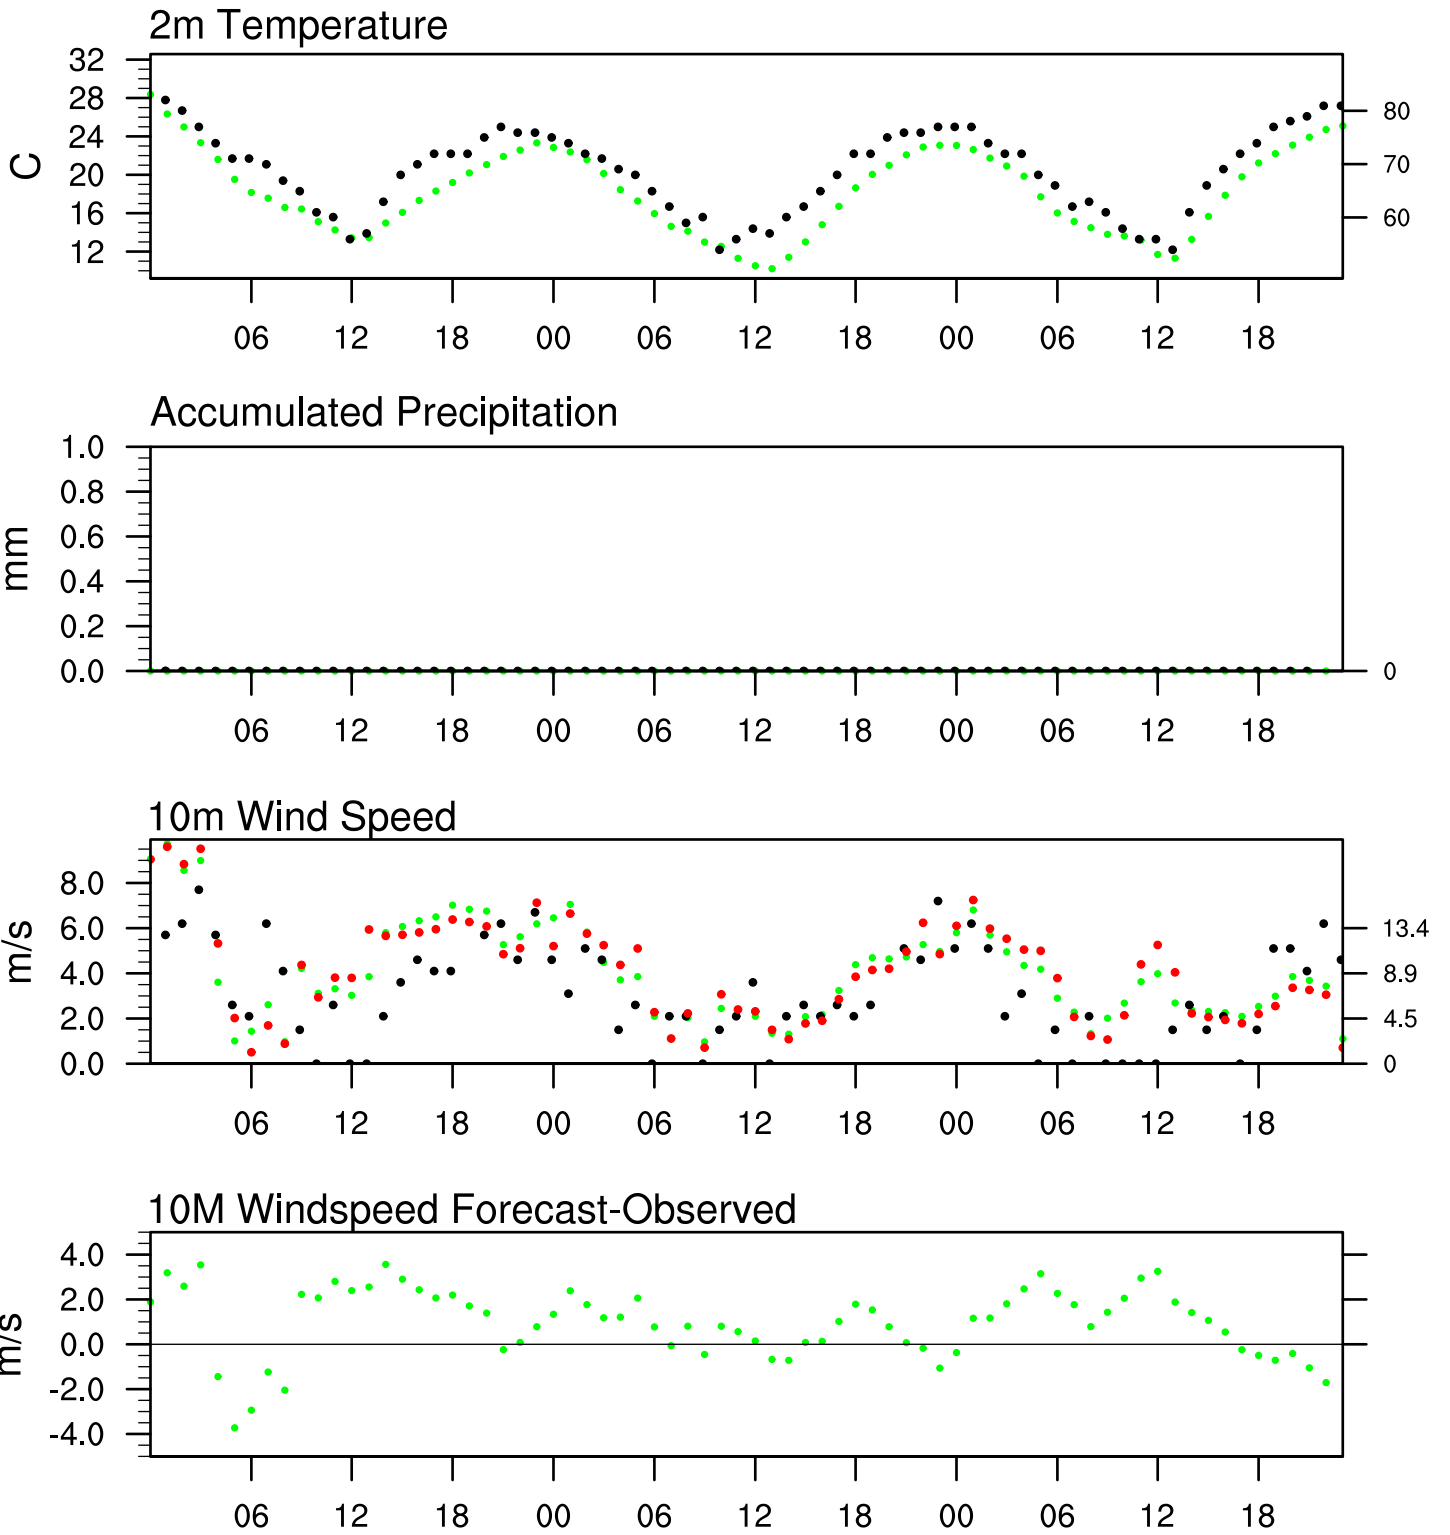 2m Temperature
32
28
24
20
16
12
C
80
70
60
06 12 18 00 06 12 18 00 06 12 18
Accumulated Precipitation
1.0
0.8
0.6
0.4
0.2
0.0
mm
0
06 12 18 00 06 12 18 00 06 12 18
10m Wind Speed
8.0
6.0
4.0
2.0
0.0
m/s
13.4
8.9
4.5
0
06 12 18 00 06 12 18 00 06 12 18
10M Windspeed Forecast-Observed
4.0
2.0
0.0
-2.0
-4.0
m/s
06 12 18 00 06 12 18 00 06 12 18